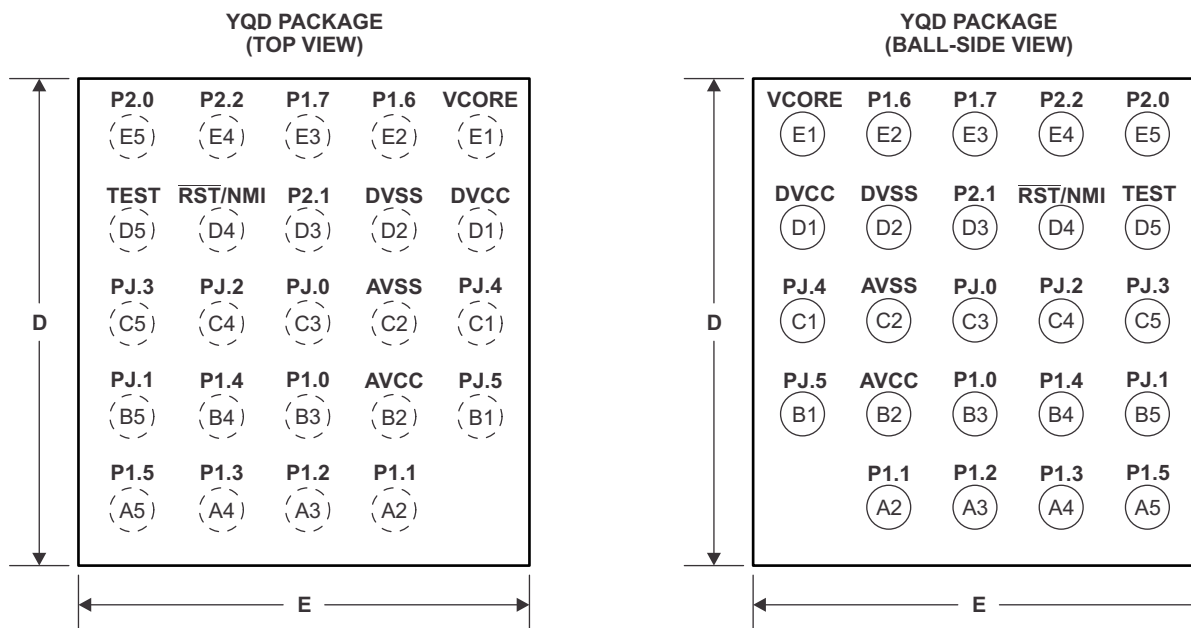 YQD PACKAGE
(TOP VIEW)
P2.0 P2.2 P1.7 P1.6 VCORE
E5 E4 E3 E2 E1
TEST RST/NMI P2.1 DVSS DVCC
D5 D4 D3 D2 D1
PJ.3 PJ.2 PJ.0 AVSS PJ.4
C5 C4 C3 C2 C1
PJ.1 P1.4 P1.0 AVCC PJ.5
B5 B4 B3 B2 B1
P1.5 P1.3 P1.2 P1.1
A5 A4 A3 A2
D
E
YQD PACKAGE
(BALL-SIDE VIEW)
VCORE P1.6 P1.7 P2.2 P2.0
E1 E2 E3 E4 E5
DVCC DVSS P2.1 RST/NMI TEST
D1 D2 D3 D4 D5
PJ.4 AVSS PJ.0 PJ.2 PJ.3
C1 C2 C3 C4 C5
PJ.5 AVCC P1.0 P1.4 PJ.1
B1 B2 B3 B4 B5
P1.1 P1.2 P1.3 P1.5
A2 A3 A4 A5
D
E